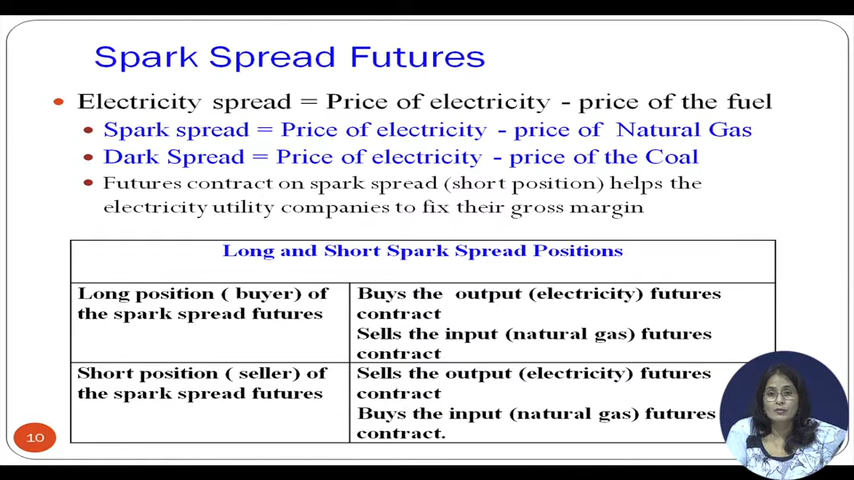 Spark Spread Futures
Electricity spread = Price of electricity - price of the fuel
Spark spread = Price of electricity - price of Natural Gas
Dark Spread = Price of electricity - price of the Coal
Futures contract on spark spread (short position) helps the
electricity utility companies to fix their gross margin
Long and Short Spark Spread Positions
Long position ( buyer) of
the spark spread futures
Buys the output (electricity) futures
contract
Sells the input (natural gas) futures
contract
Short position ( seller) of
the spark spread futures
Sells the output (electricity) futures
contract
Buys the input (natural gas) futures
contract.
10